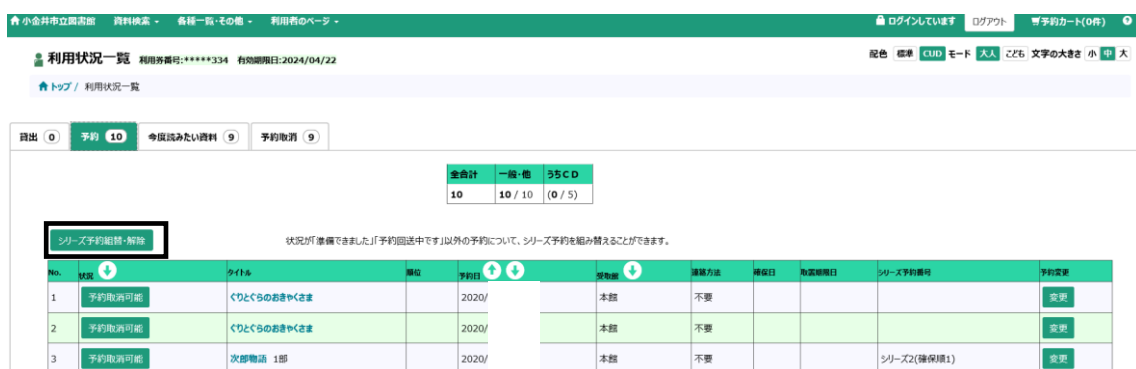 小金井市立図書館 資料検索 各種一覧・その他 利用者のページ ログインしています ログアウト 予約カート(0件)
利用状況一覧 利用券番号:*****334 有効期限日:2024/04/22 配色 標準 CUD モード 大人 こども 文字の大きさ 小 中 大
トップ / 利用状況一覧
貸出 0 予約 10 今度読みたい資料 9 予約取消 9
全合計 一般・他 うちCD
10 10 / 10 (0 / 5)
シリーズ予約組替・解除 状況が「準備できました」「予約回送中です」以外の予約について、シリーズ予約を組み替えることができます。
No. 状況 タイトル 順位 予約日 受取館 連絡方法 確保日 取置期限日 シリーズ予約番号 予約変更
1 予約取消可能 ぐりとぐらのおきゃくさま 2020/ 本館 不要 変更
2 予約取消可能 ぐりとぐらのおきゃくさま 2020/ 本館 不要 変更
3 予約取消可能 次郎物語 1部 2020/ 本館 不要 シリーズ2(確保順1) 変更